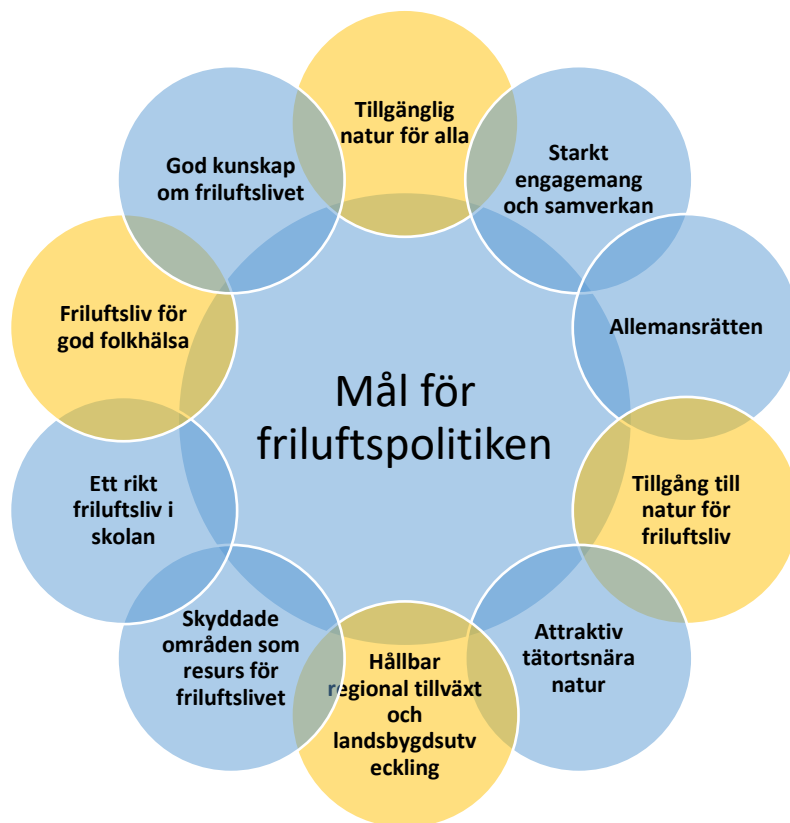 Tillgänglig
natur för alla
Starkt
engagemang
och samverkan
Allemansrätten
Tillgång till
natur för
friluftsliv
Attraktiv
tätortsnära
natur
Hållbar
regional tillväxt
och
landsbygdsutv
eckling
Skyddade
områden som
resurs för
friluftslivet
Ett rikt
friluftsliv i
skolan
Friluftsliv för
god folkhälsa
God kunskap
om friluftslivet
Mål för
friluftspolitiken